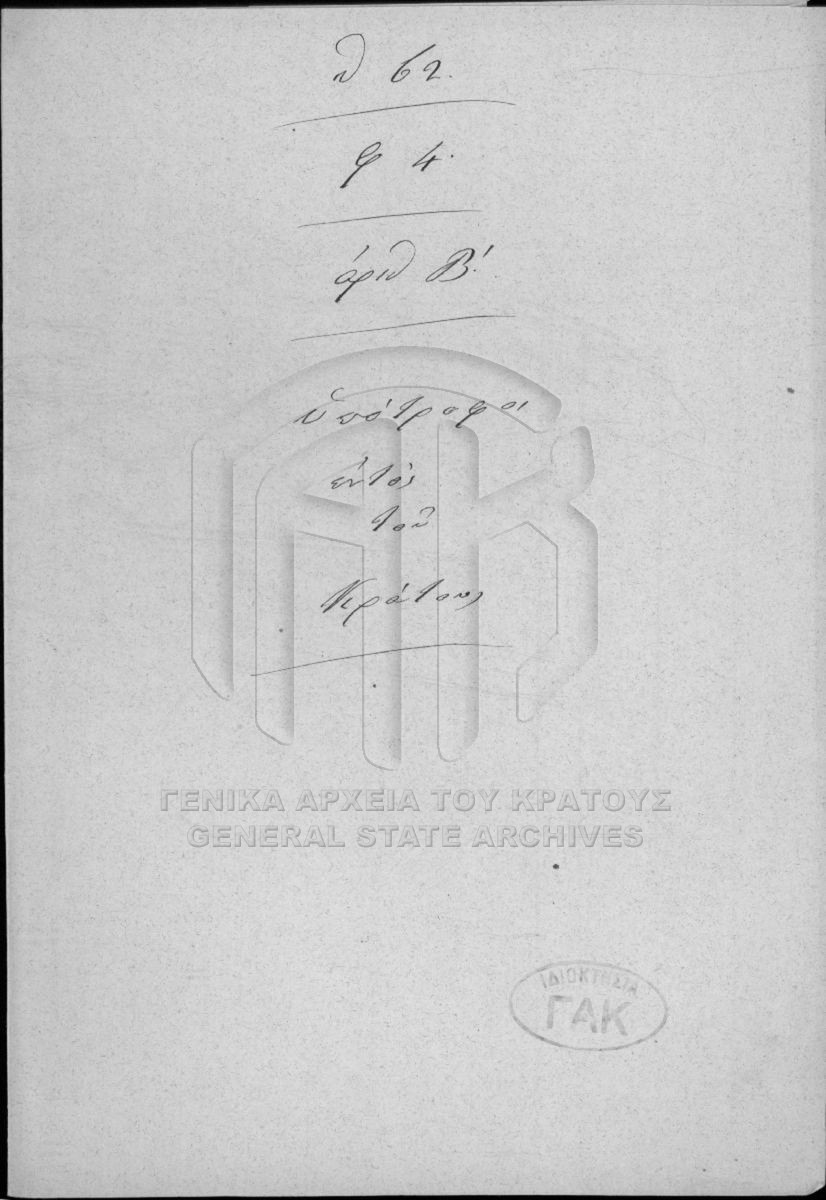 θ 62.
φ 4.
ἀριθ Β!
ὑπότροφοι
ἐντὸς
τοῦ
Κράτους
ΓΕΝΙΚΑ ΑΡΧΕΙΑ ΤΟΥ ΚΡΑΤΟΥΣ
GENERAL STATE ARCHIVES
ΙΔΙΟΚΤΗΣΙΑ
ΓΑΚ